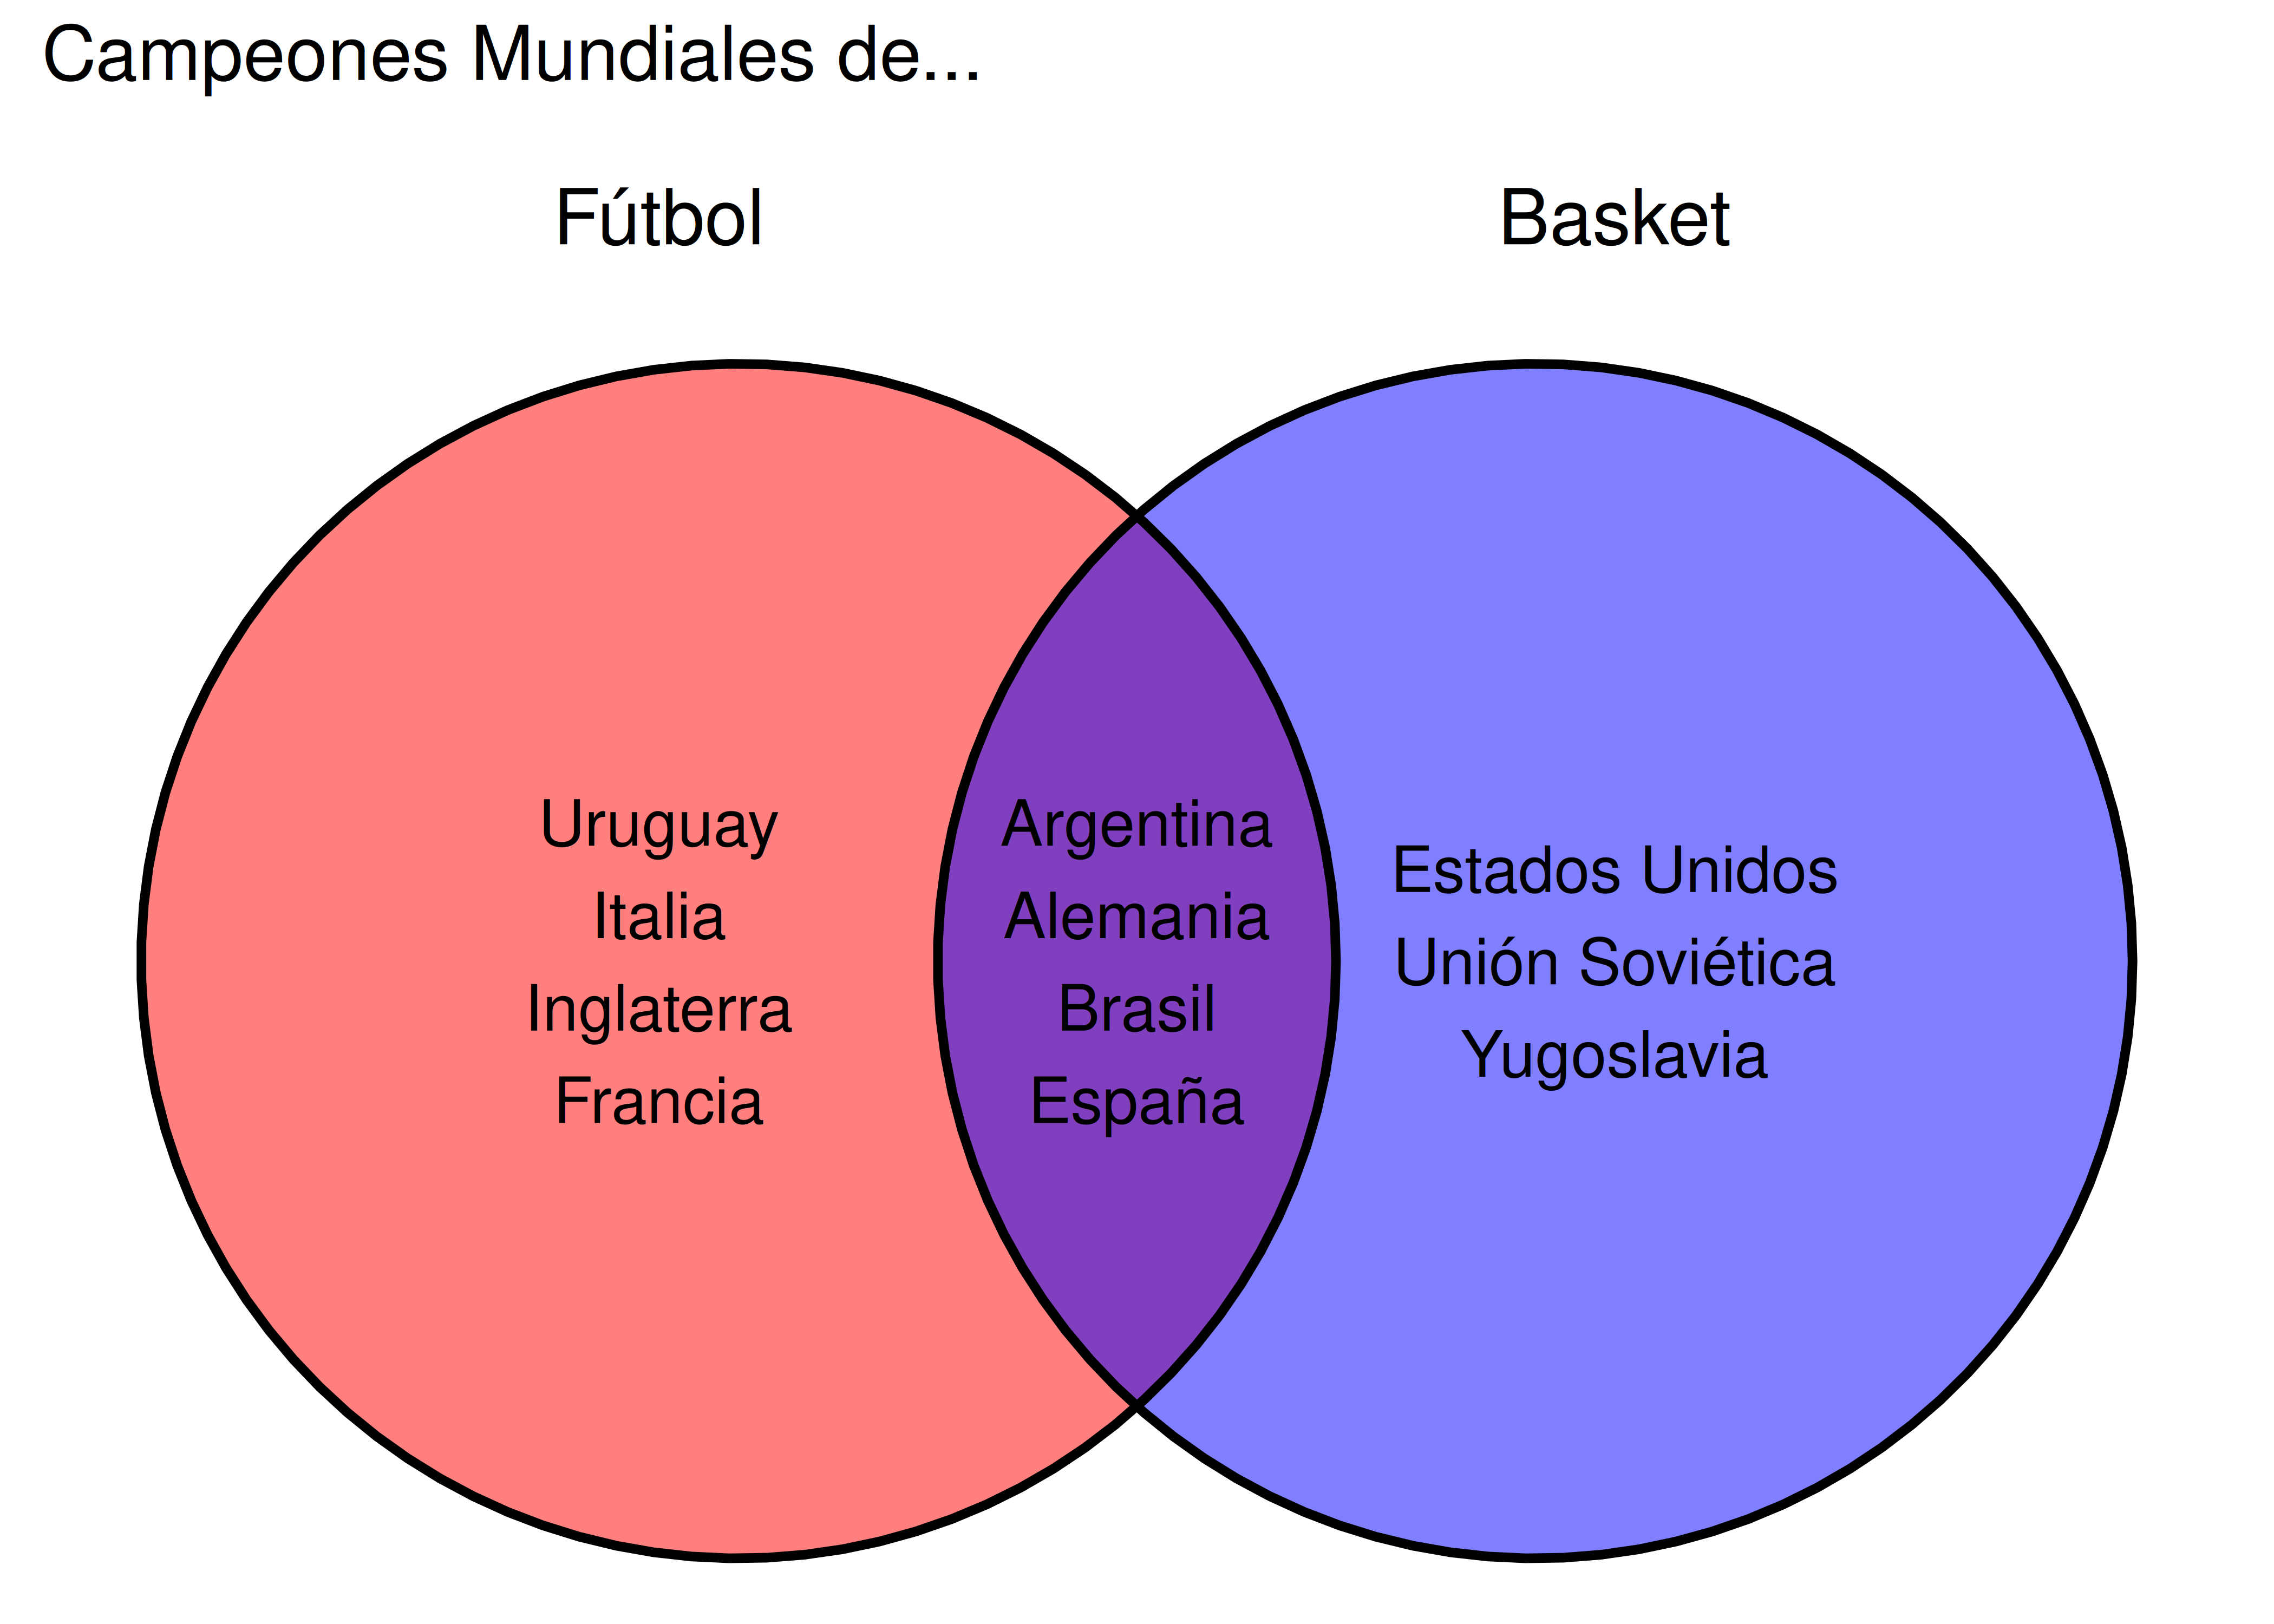 Campeones Mundiales de...
Fútbol
Basket
Uruguay
Italia
Inglaterra
Francia
Argentina
Alemania
Brasil
España
Estados Unidos
Unión Soviética
Yugoslavia